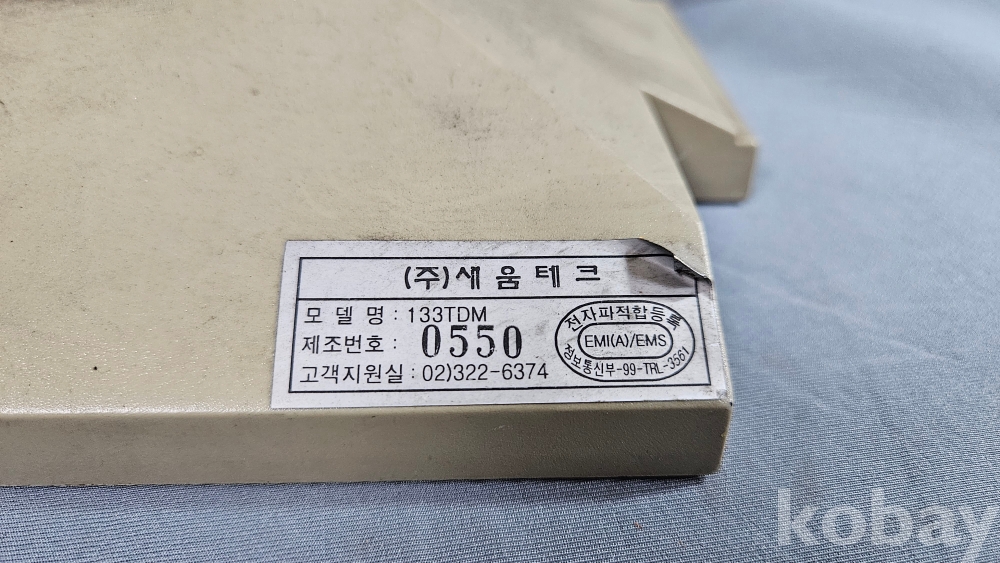 (주)새움테크
모 델 명 : 133TDM
제조번호 : 0550
고객지원실 : 02)322-6374
전자파적합등록
EMI(A)/EMS
정보통신부-99-TRL-3561
kobay